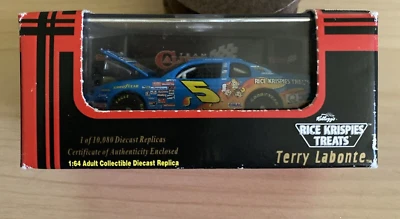 GOODYEAR
5
RICE KRISPIES
1 of 10,080 Diecast Replicas
Certificate of Authenticity Enclosed
1:64 Adult Collectible Diecast Replica
Kellogg's
RICE KRISPIES
TREATS
Terry Labonte